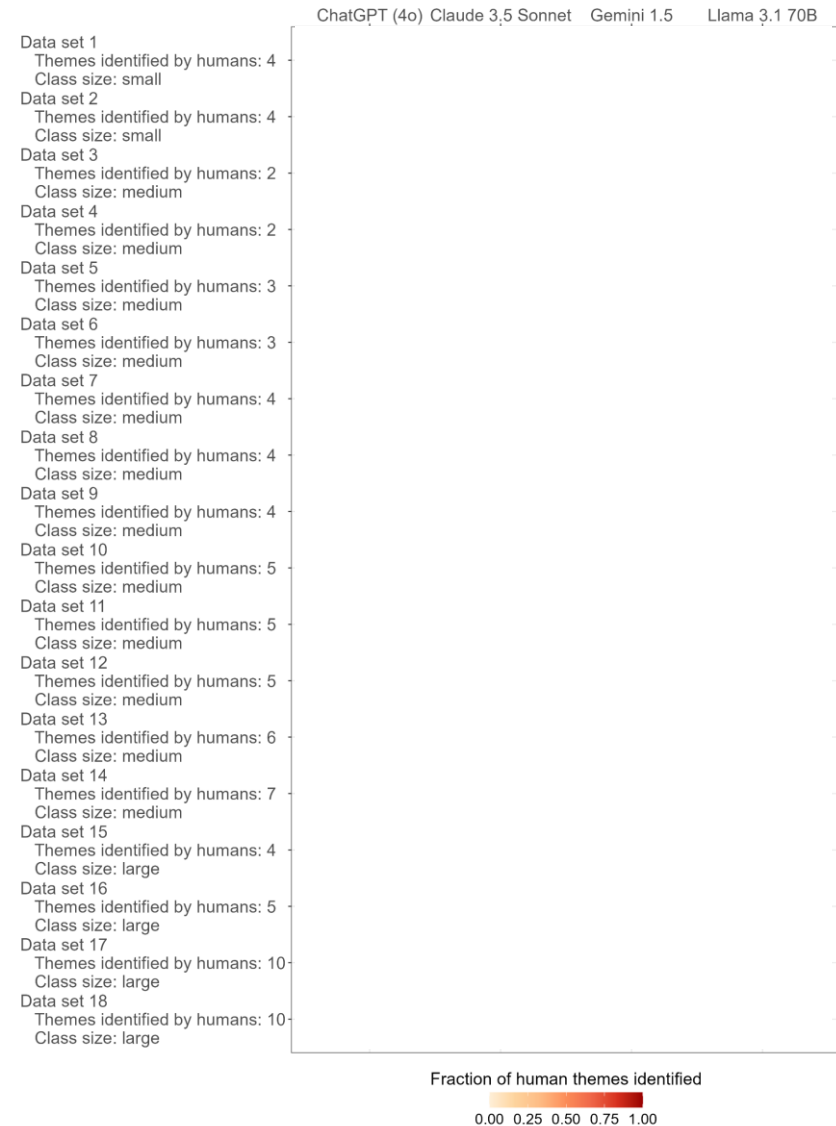 ChatGPT (4o) Claude 3.5 Sonnet Gemini 1.5 Llama 3.1 70B
Data set 1
Themes identified by humans: 4
Class size: small
Data set 2
Themes identified by humans: 4
Class size: small
Data set 3
Themes identified by humans: 2
Class size: medium
Data set 4
Themes identified by humans: 2
Class size: medium
Data set 5
Themes identified by humans: 3
Class size: medium
Data set 6
Themes identified by humans: 3
Class size: medium
Data set 7
Themes identified by humans: 4
Class size: medium
Data set 8
Themes identified by humans: 4
Class size: medium
Data set 9
Themes identified by humans: 4
Class size: medium
Data set 10
Themes identified by humans: 5
Class size: medium
Data set 11
Themes identified by humans: 5
Class size: medium
Data set 12
Themes identified by humans: 5
Class size: medium
Data set 13
Themes identified by humans: 6
Class size: medium
Data set 14
Themes identified by humans: 7
Class size: medium
Data set 15
Themes identified by humans: 4
Class size: large
Data set 16
Themes identified by humans: 5
Class size: large
Data set 17
Themes identified by humans: 10
Class size: large
Data set 18
Themes identified by humans: 10
Class size: large
Fraction of human themes identified
0.00 0.25 0.50 0.75 1.00